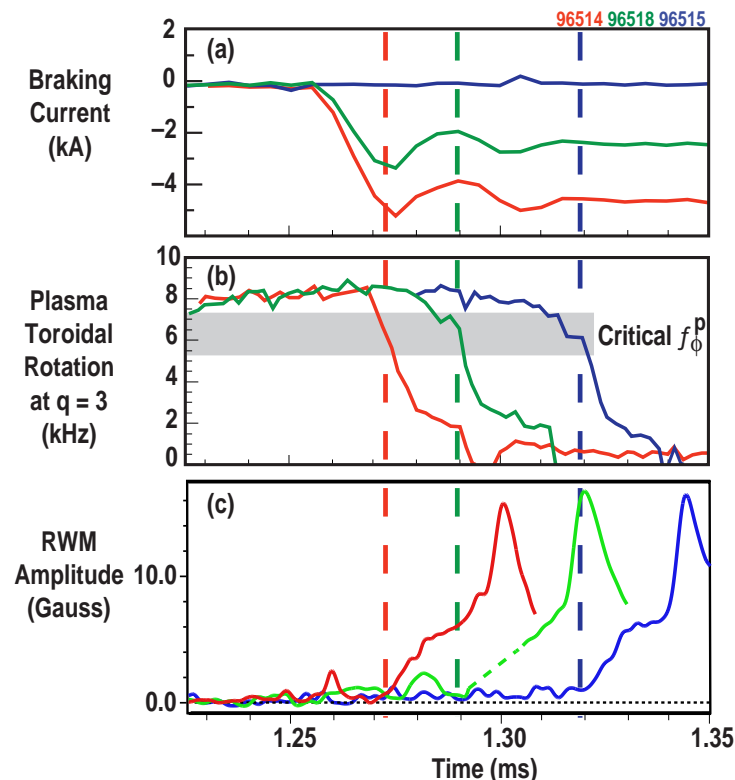 96514 96518 96515
(a)
Braking
Current
(kA)
2
0
−2
−4
(b)
Plasma
Toroidal
Rotation
at q = 3
(kHz)
10
8
6
4
2
0
Critical fϕᵖ
(c)
RWM
Amplitude
(Gauss)
10.0
0.0
1.25 1.30 1.35
Time (ms)